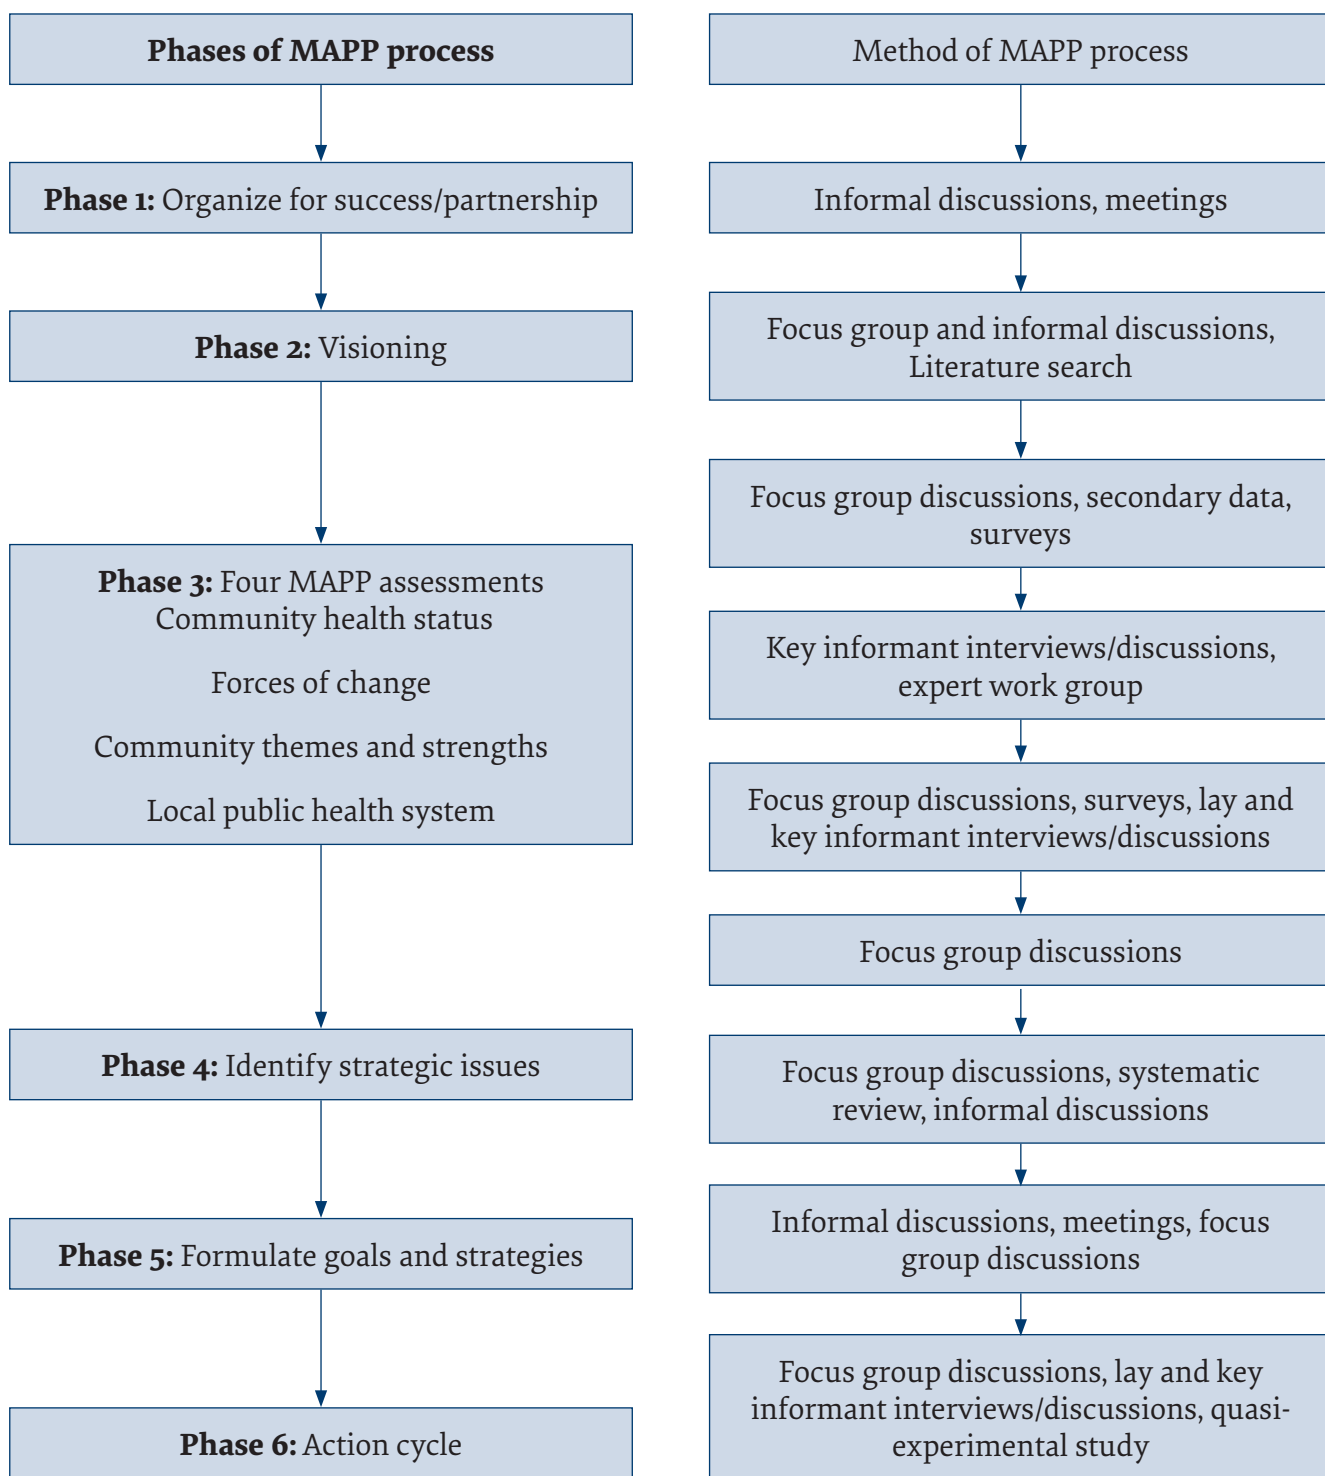 Phases of MAPP process
Phase 1: Organize for success/partnership
Phase 2: Visioning
Phase 3: Four MAPP assessments
Community health status
Forces of change
Community themes and strengths
Local public health system
Phase 4: Identify strategic issues
Phase 5: Formulate goals and strategies
Phase 6: Action cycle
Method of MAPP process
Informal discussions, meetings
Focus group and informal discussions,
Literature search
Focus group discussions, secondary data,
surveys
Key informant interviews/discussions,
expert work group
Focus group discussions, surveys, lay and
key informant interviews/discussions
Focus group discussions
Focus group discussions, systematic
review, informal discussions
Informal discussions, meetings, focus
group discussions
Focus group discussions, lay and key
informant interviews/discussions, quasi-
experimental study